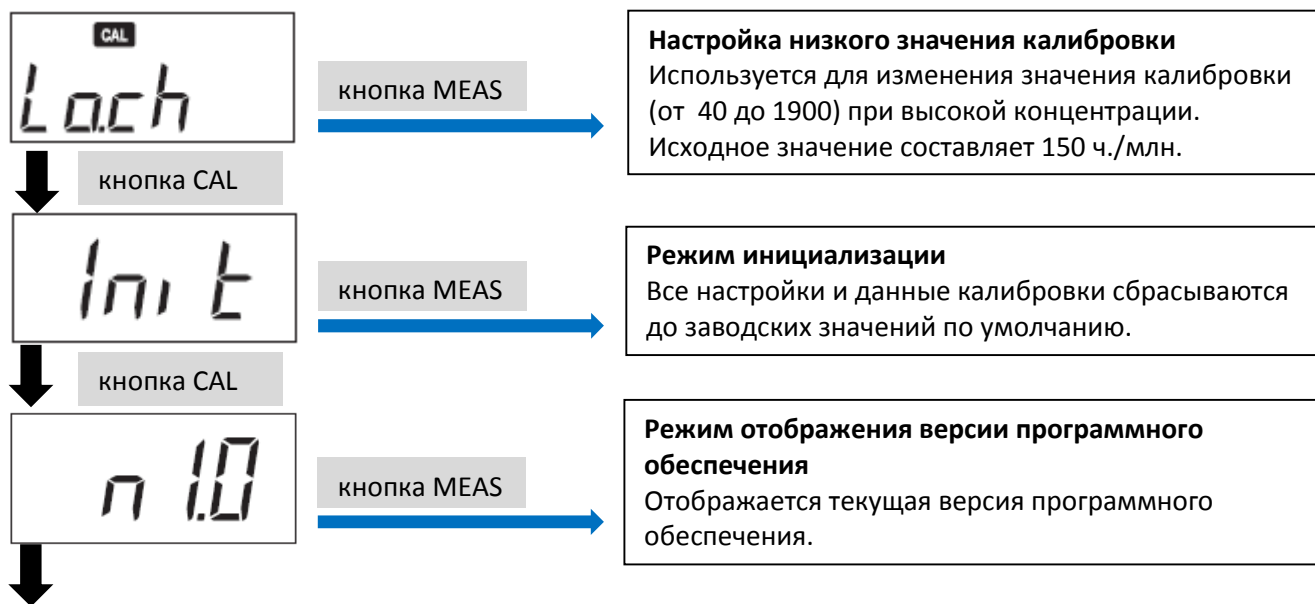 CAL
Lo.ch
кнопка MEAS
Настройка низкого значения калибровки
Используется для изменения значения калибровки
(от 40 до 1900) при высокой концентрации.
Исходное значение составляет 150 ч./млн.
кнопка CAL
Init
кнопка MEAS
Режим инициализации
Все настройки и данные калибровки сбрасываются
до заводских значений по умолчанию.
кнопка CAL
n 1.0
кнопка MEAS
Режим отображения версии программного
обеспечения
Отображается текущая версия программного
обеспечения.